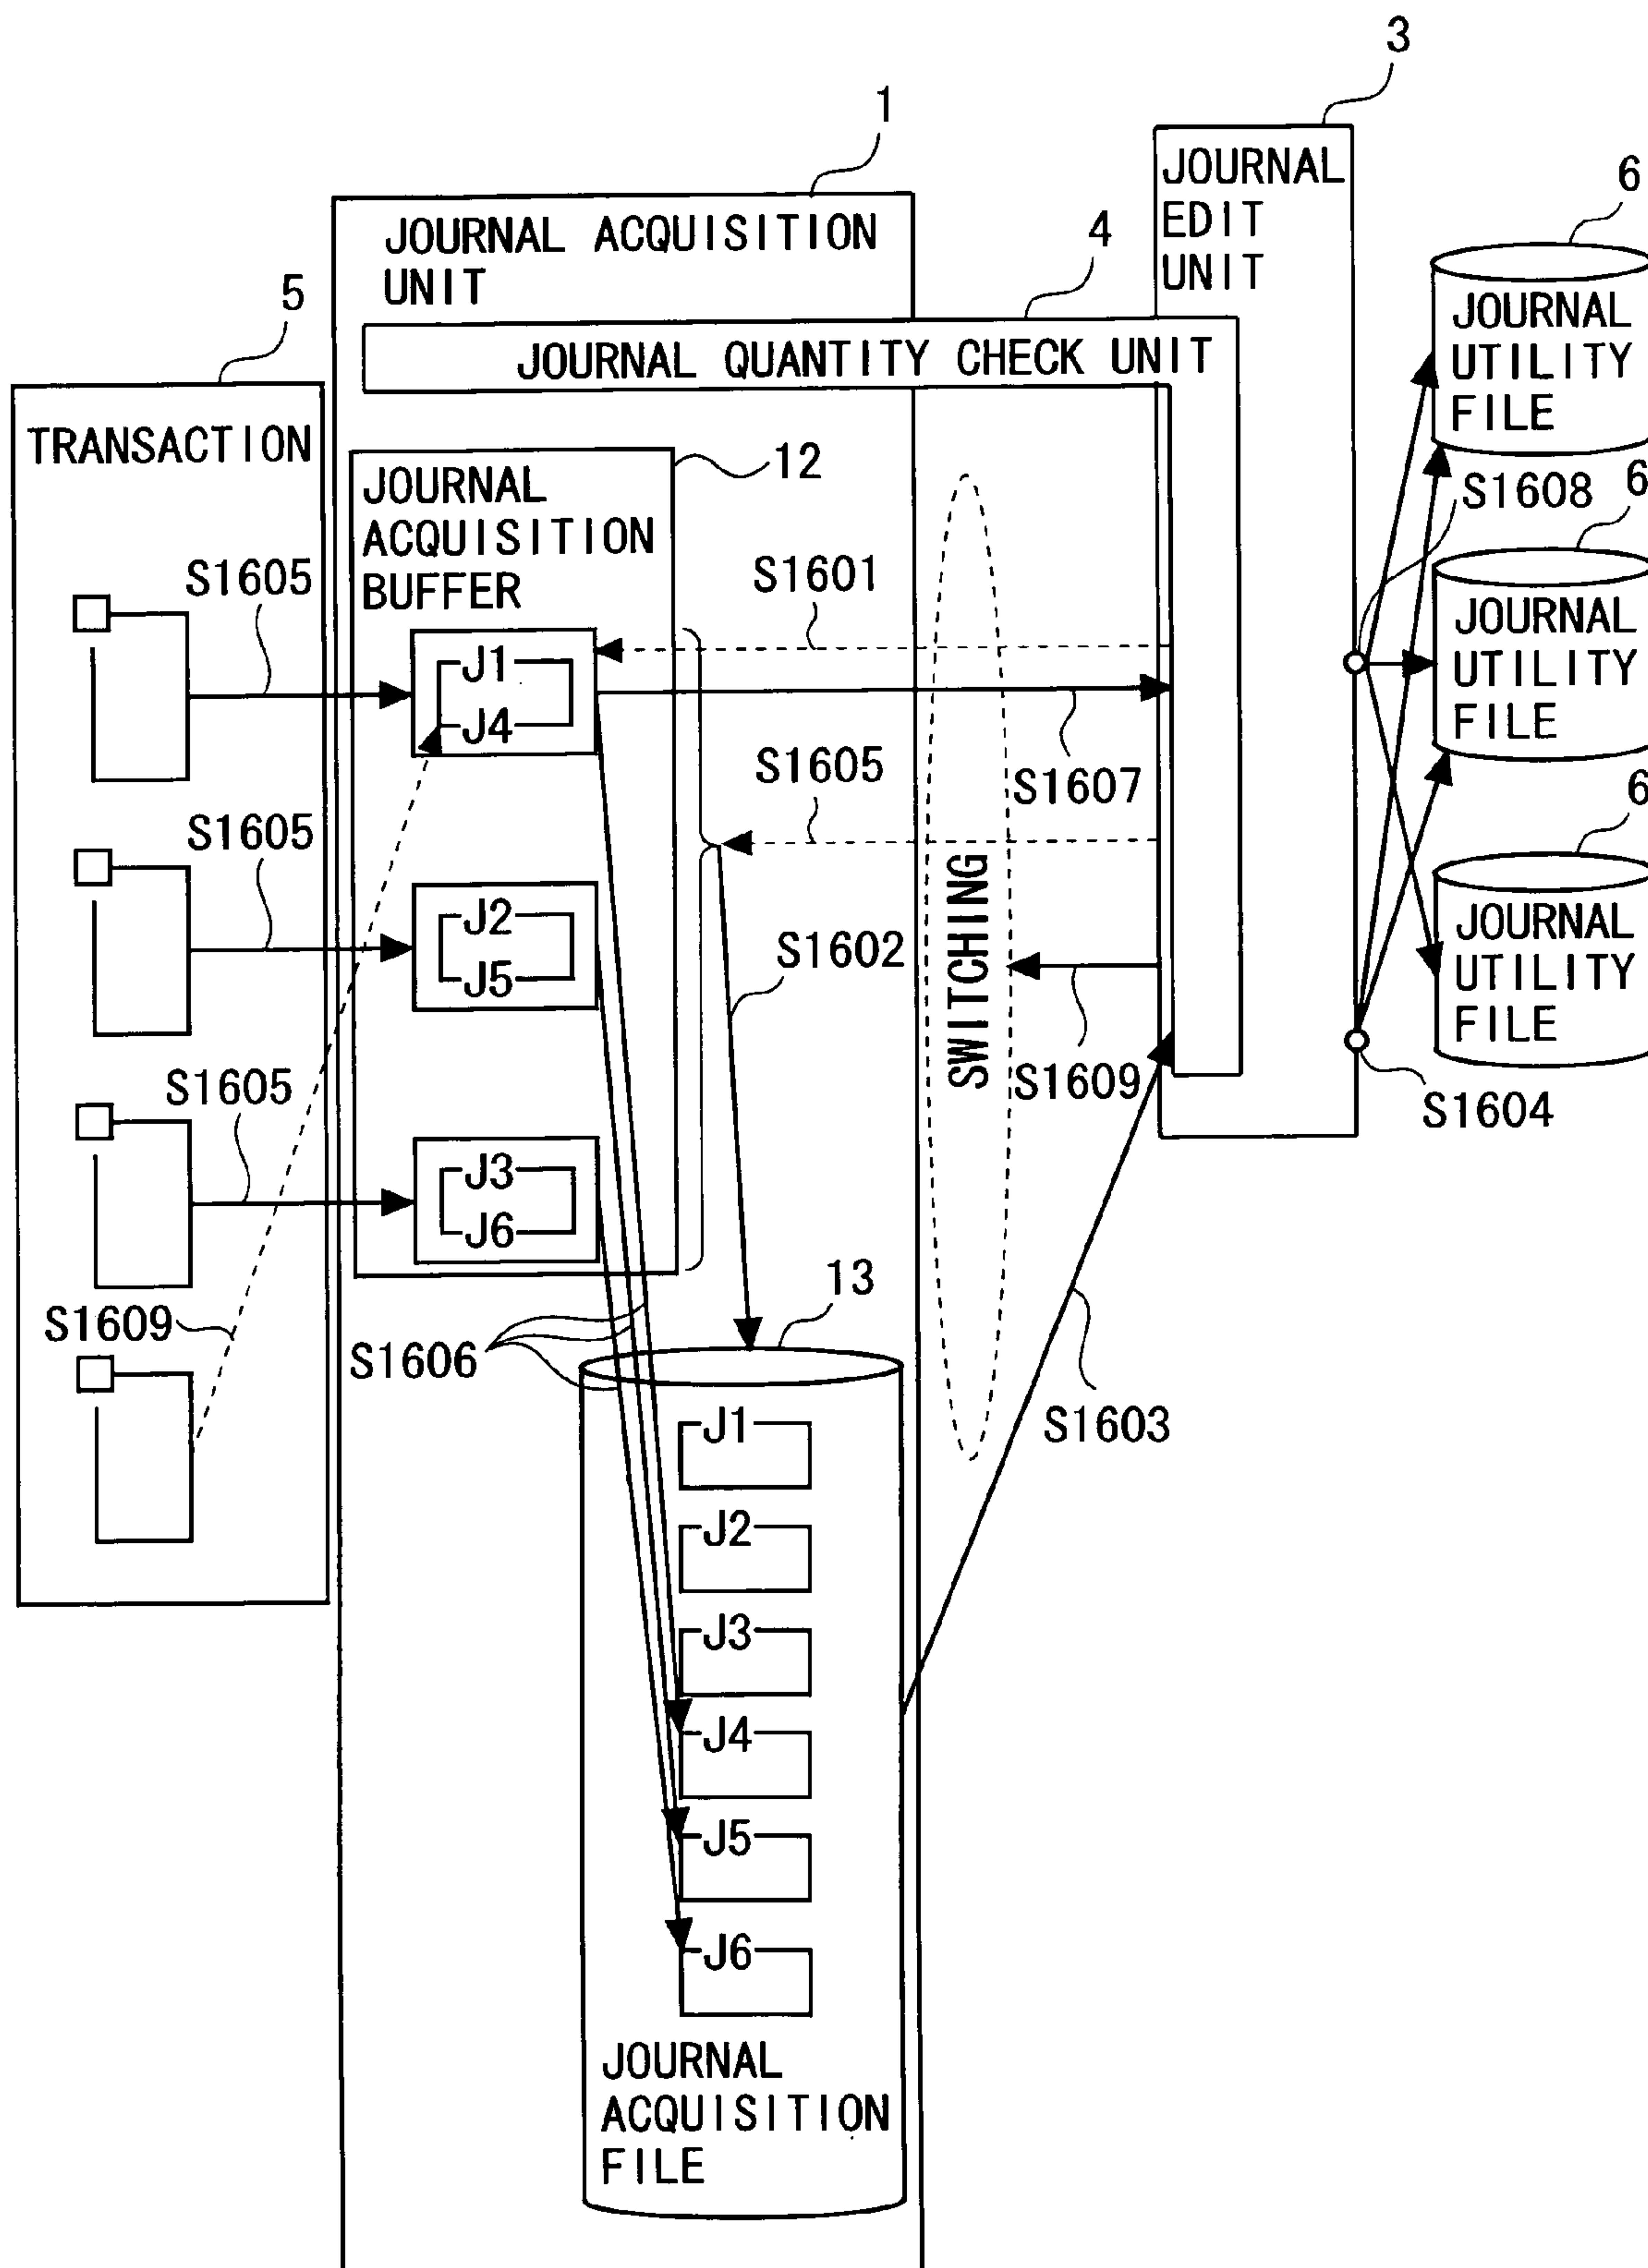 3
1
JOURNAL
EDIT
UNIT
6
JOURNAL ACQUISITION
UNIT
4
5
JOURNAL
UTILITY
FILE
JOURNAL QUANTITY CHECK UNIT
TRANSACTION
12
JOURNAL
ACQUISITION
BUFFER
S1608
6
S1605
S1601
JOURNAL
UTILITY
FILE
J1
J4
S1607
S1605
6
S1605
J2
J5
S1602
SWITCHING
JOURNAL
UTILITY
FILE
S1609
S1604
S1605
J3
J6
S1609
S1606
13
S1603
J1
J2
J3
J4
J5
J6
JOURNAL
ACQUISITION
FILE